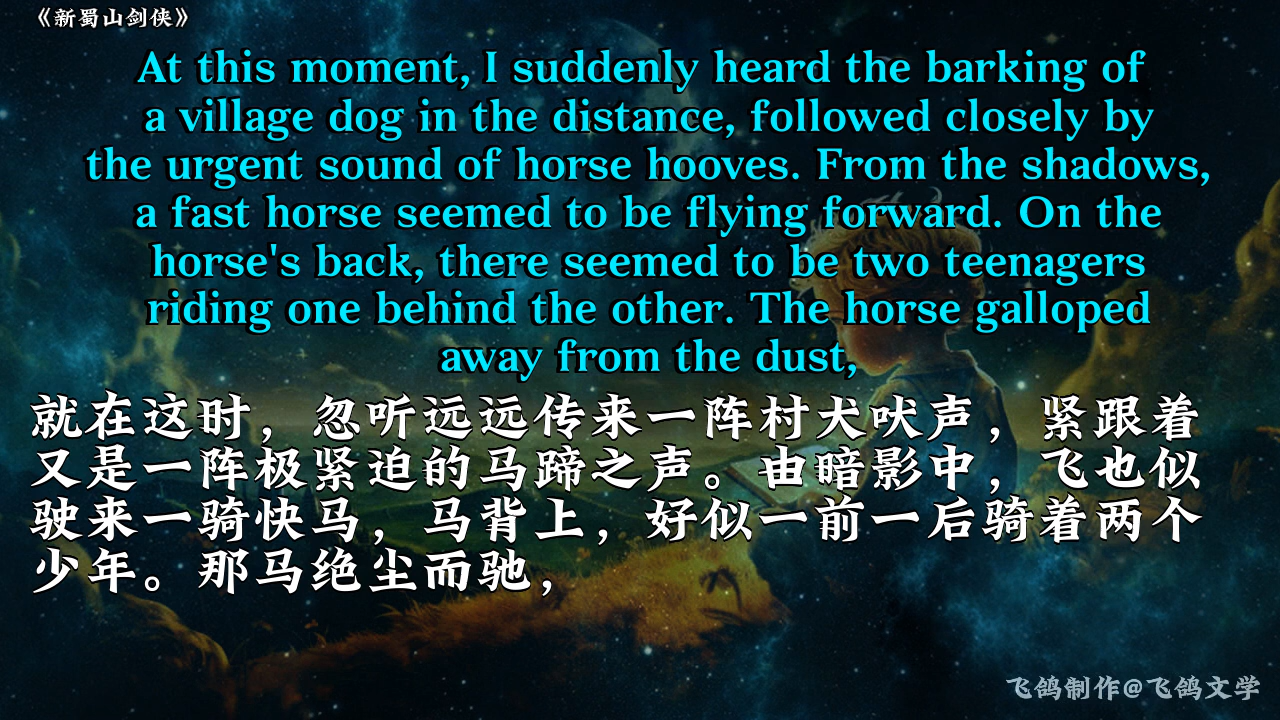 《新蜀山剑侠》
At this moment, I suddenly heard the barking of
a village dog in the distance, followed closely by
the urgent sound of horse hooves. From the shadows,
a fast horse seemed to be flying forward. On the
horse's back, there seemed to be two teenagers
riding one behind the other. The horse galloped
away from the dust,
就在这时，忽听远远传来一阵村犬吠声，紧跟着
又是一阵极紧迫的马蹄之声。由暗影中，飞也似
驶来一骑快马，马背上，好似一前一后骑着两个
少年。那马绝尘而驰，
飞鸽制作@飞鸽文学